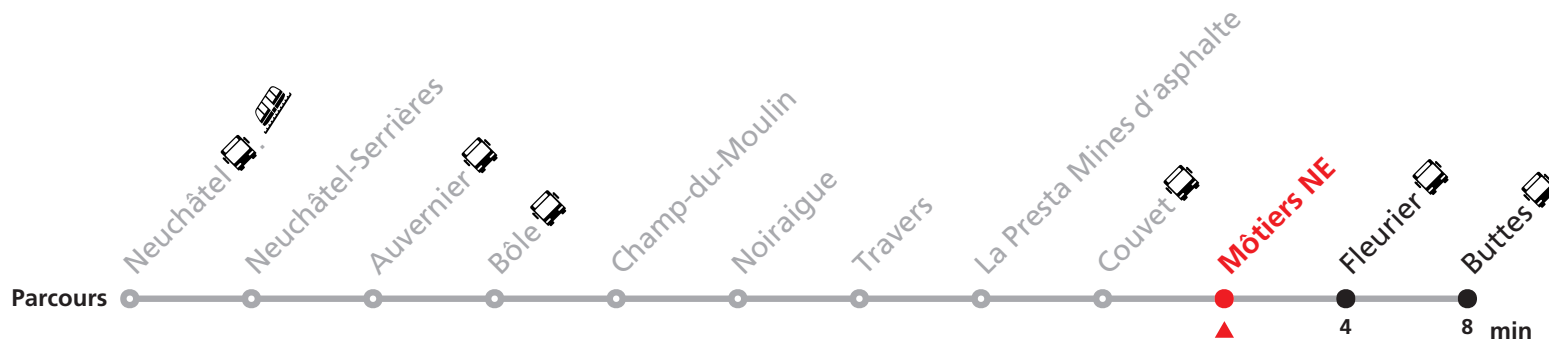 Neuchâtel
Neuchâtel-Serrières
Auvernier
Bôle
Champ-du-Moulin
Noiraigue
Travers
La Presta Mines d'asphalte
Couvet
Môtiers NE
Fleurier
Buttes
Parcours
4 8 min